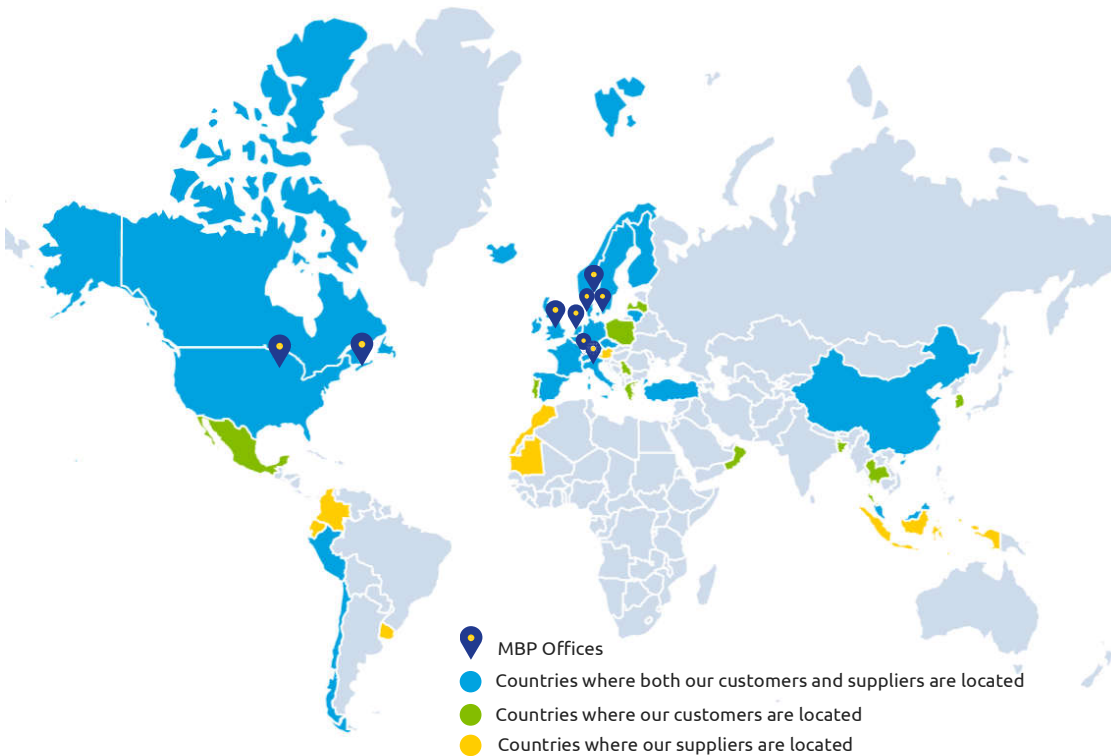 MBP Offices
Countries where both our customers and suppliers are located
Countries where our customers are located
Countries where our suppliers are located